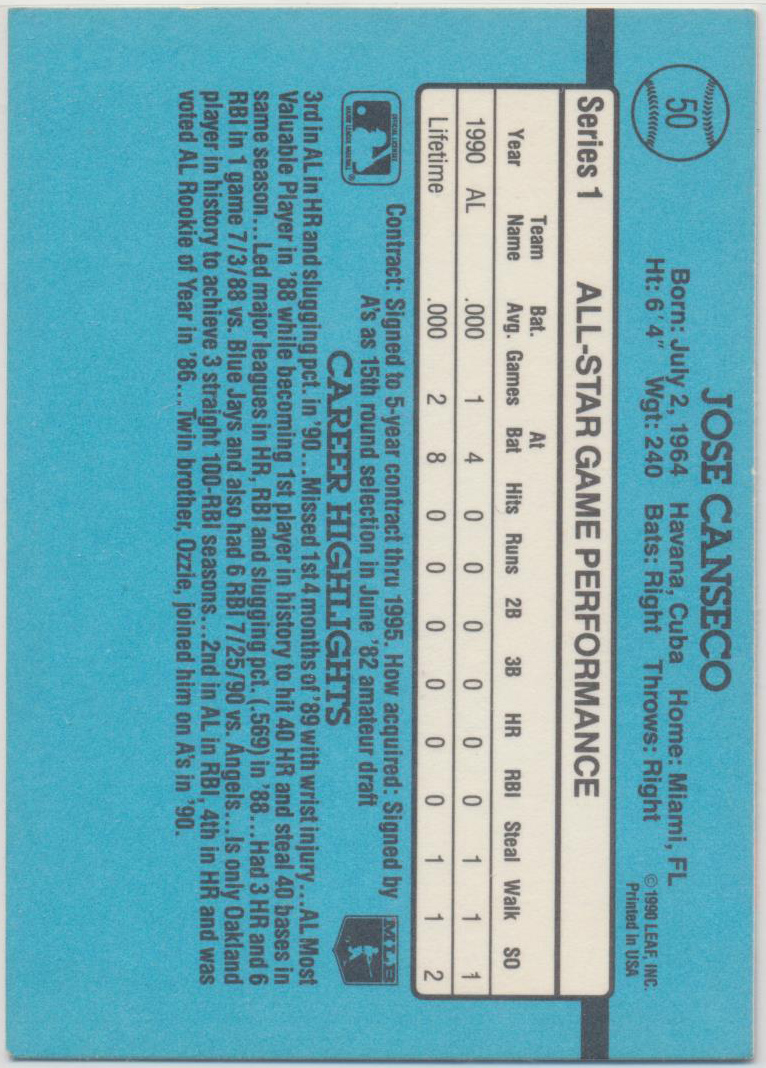 50
JOSE CANSECO
Born: July 2, 1964 Havana, Cuba Home: Miami, FL
Ht: 6'4" Wgt: 240 Bats: Right Throws: Right
© 1990 LEAF, INC.
Printed in USA
Series 1 ALL-STAR GAME PERFORMANCE
Year Team Name Bat. Avg. Games At Bat Hits Runs 2B 3B HR RBI Steal Walk SO
1990 AL .000 1 4 0 0 0 0 0 0 1 1 1
Lifetime .000 2 8 0 0 0 0 0 0 1 1 2
Contract: Signed to 5-year contract thru 1995. How acquired: Signed by
A's as 15th round selection in June '82 amateur draft
MLB
CAREER HIGHLIGHTS
3rd in AL in HR and slugging pct. in '90...Missed 1st 4 months of '89 with wrist injury...AL Most
Valuable Player in '88 while becoming 1st player in history to hit 40 HR and steal 40 bases in
same season...Led major leagues in HR, RBI and slugging pct. (.569) in '88...Had 3 HR and 6
RBI in 1 game 7/3/88 vs. Blue Jays and also had 6 RBI 7/25/90 vs. Angels...Is only Oakland
player in history to achieve 3 straight 100-RBI seasons...2nd in AL in RBI, 4th in HR and was
voted AL Rookie of Year in '86...Twin brother, Ozzie, joined him on A's in '90.